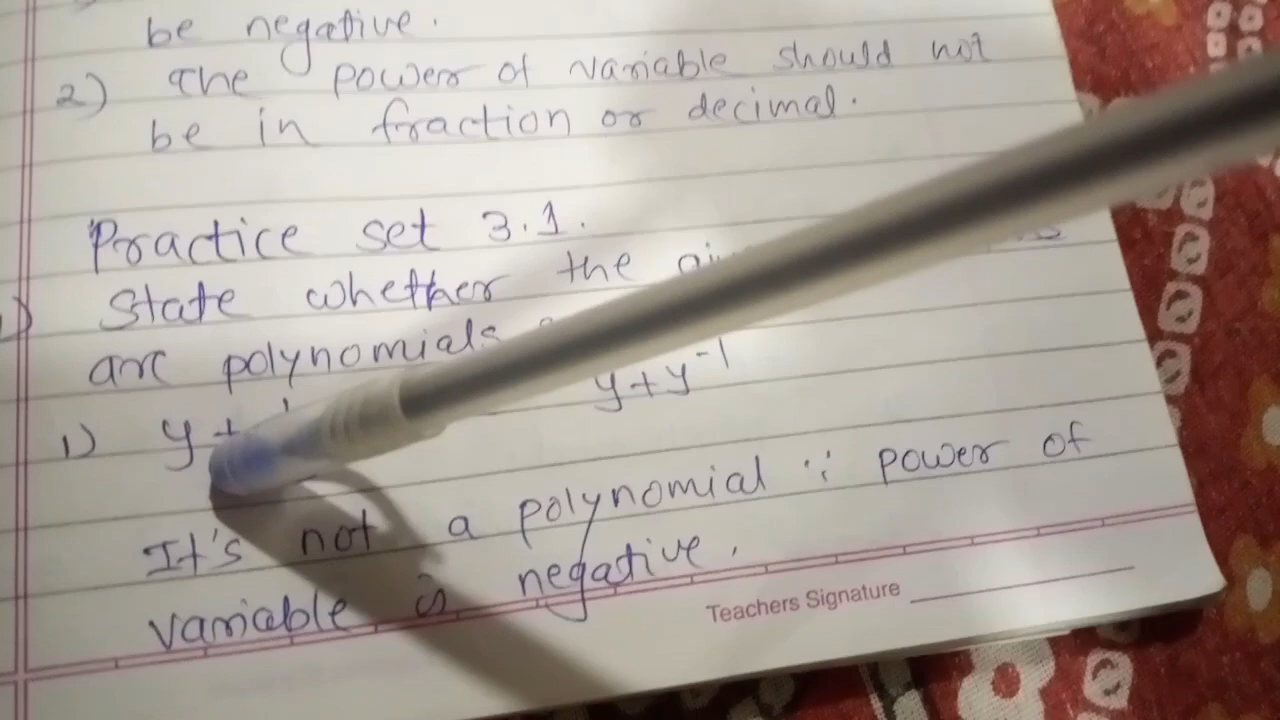 be negative.
2) The power of variable should not
be in fraction or decimal.
Practice set 3.1.
1) State whether the
are polynomials
1) y + y + y⁻¹
It's not a polynomial ∵ power of
variable is negative.
Teachers Signature